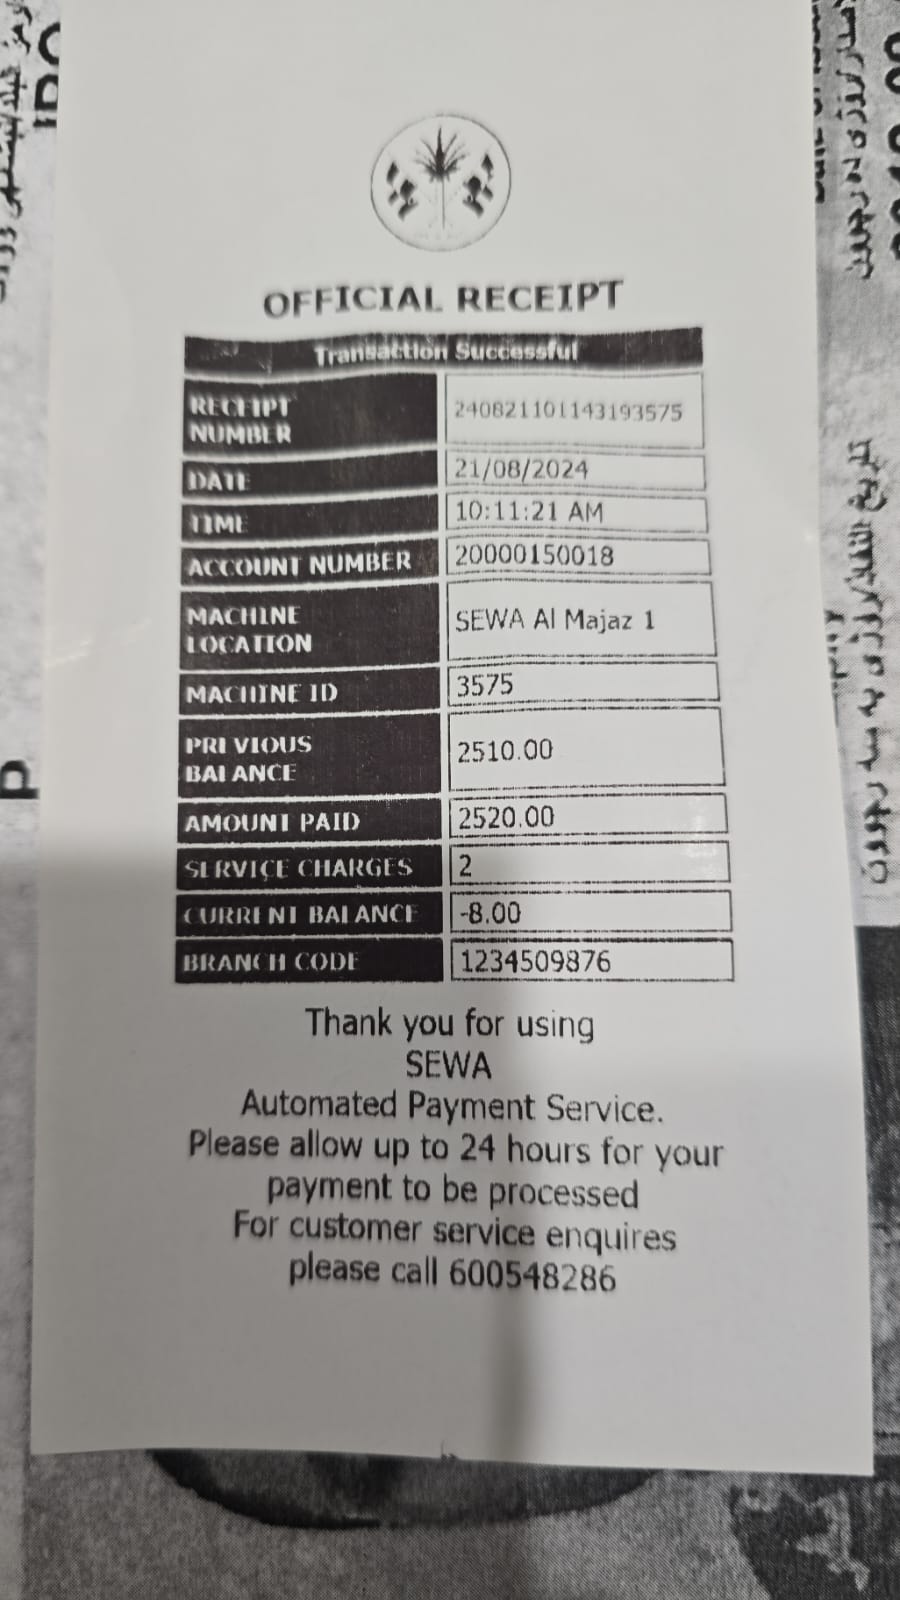 OFFICIAL RECEIPT
Transaction Successful
RECEIPT NUMBER 240821101143193575
DATE 21/08/2024
TIME 10:11:21 AM
ACCOUNT NUMBER 20000150018
MACHINE LOCATION SEWA Al Majaz 1
MACHINE ID 3575
PREVIOUS BALANCE 2510.00
AMOUNT PAID 2520.00
SERVICE CHARGES 2
CURRENT BALANCE -8.00
BRANCH CODE 1234509876
Thank you for using
SEWA
Automated Payment Service.
Please allow up to 24 hours for your
payment to be processed
For customer service enquires
please call 600548286